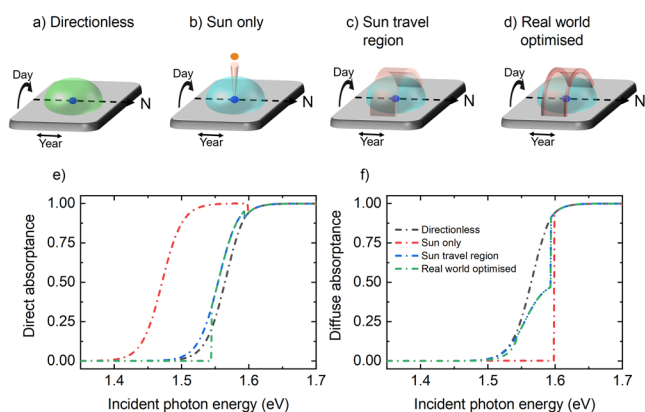 a) Directionless
b) Sun only
c) Sun travel
region
d) Real world
optimised
Day
N
Year
Day
N
Year
Day
N
Year
Day
N
Year
e)
Direct absorptance
1.00
0.75
0.50
0.25
0.00
1.4
1.5
1.6
1.7
Incident photon energy (eV)
f)
Diffuse absorptance
1.00
0.75
0.50
0.25
0.00
Directionless
Sun only
Sun travel region
Real world optimised
1.4
1.5
1.6
1.7
Incident photon energy (eV)